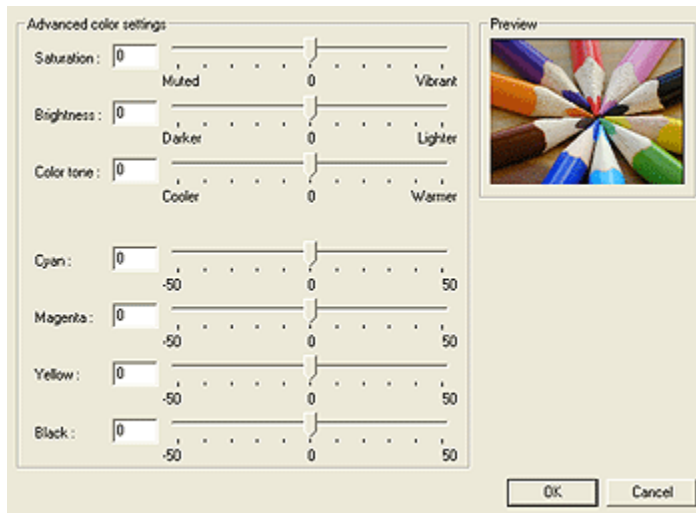 Advanced color settings
Saturation : 0
Muted 0 Vibrant
Brightness : 0
Darker 0 Lighter
Color tone : 0
Cooler 0 Warmer
Cyan : 0
-50 0 50
Magenta : 0
-50 0 50
Yellow : 0
-50 0 50
Black : 0
-50 0 50
Preview
OK Cancel